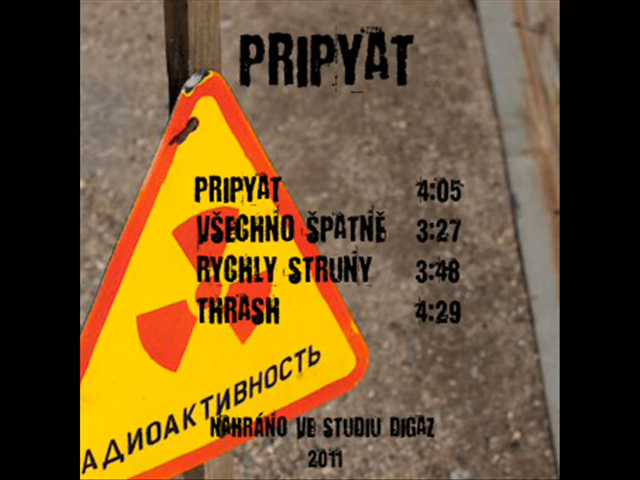 PRIPYAT
PRIPYAT 4:05
VŠECHNO ŠPATNĚ 3:27
RYCHLY STRUNY 3:48
THRASH 4:29
АДИОАКТИВНОСТЬ
NAHRÁNO VE STUDIU DIGAZ
2011